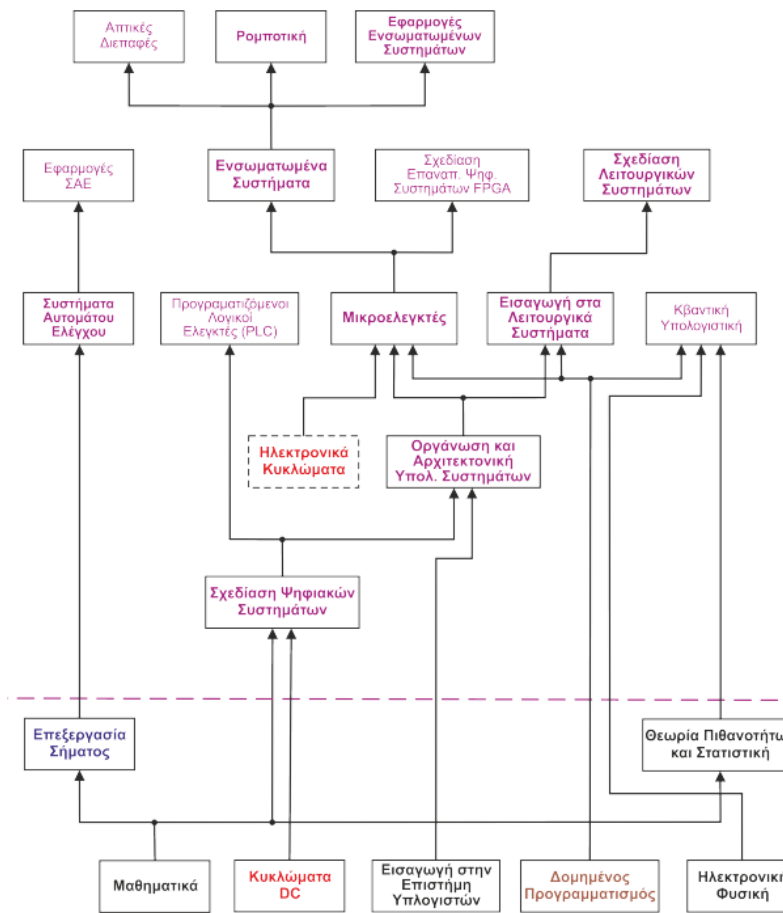 Απτικές
Διεπαφές
Ρομποτική
Εφαρμογές
Ενσωματωμένων
Συστημάτων
Εφαρμογές
ΣΑΕ
Ενσωματωμένα
Συστήματα
Σχεδίαση
Επαναπ. Ψηφ.
Συστημάτων FPGA
Σχεδίαση
Λειτουργικών
Συστημάτων
Συστήματα
Αυτομάτου
Ελέγχου
Προγραματιζόμενοι
Λογικοί
Ελεγκτές (PLC)
Μικροελεγκτές
Εισαγωγή στα
Λειτουργικά
Συστήματα
Κβαντική
Υπολογιστική
Ηλεκτρονικά
Κυκλώματα
Οργάνωση και
Αρχιτεκτονική
Υπολ. Συστημάτων
Σχεδίαση Ψηφιακών
Συστημάτων
Επεξεργασία
Σήματος
Θεωρία Πιθανοτήτω
και Στατιστική
Μαθηματικά
Κυκλώματα
DC
Εισαγωγή στην
Επιστήμη
Υπλογιστών
Δομημένος
Προγραμματισμός
Ηλεκτρονική
Φυσική